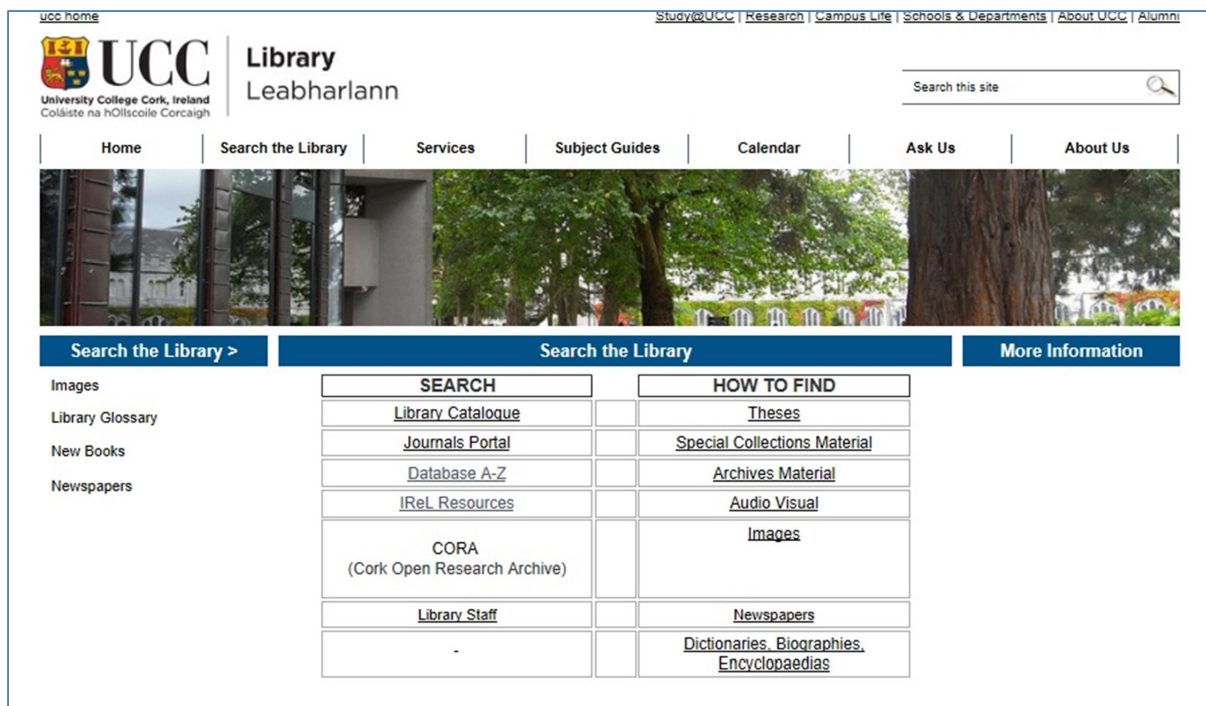 ucc home
Study@UCC | Research | Campus Life | Schools & Departments | About UCC | Alumni
UCC
University College Cork, Ireland
Coláiste na hOllscoile Corcaigh
Library
Leabharlann
Search this site
Home
Search the Library
Services
Subject Guides
Calendar
Ask Us
About Us
Search the Library >
Images
Library Glossary
New Books
Newspapers
Search the Library
SEARCH
HOW TO FIND
Library Catalogue
Theses
Journals Portal
Special Collections Material
Database A-Z
Archives Material
IReL Resources
Audio Visual
CORA
(Cork Open Research Archive)
Images
Library Staff
Newspapers
-
Dictionaries, Biographies,
Encyclopaedias
More Information